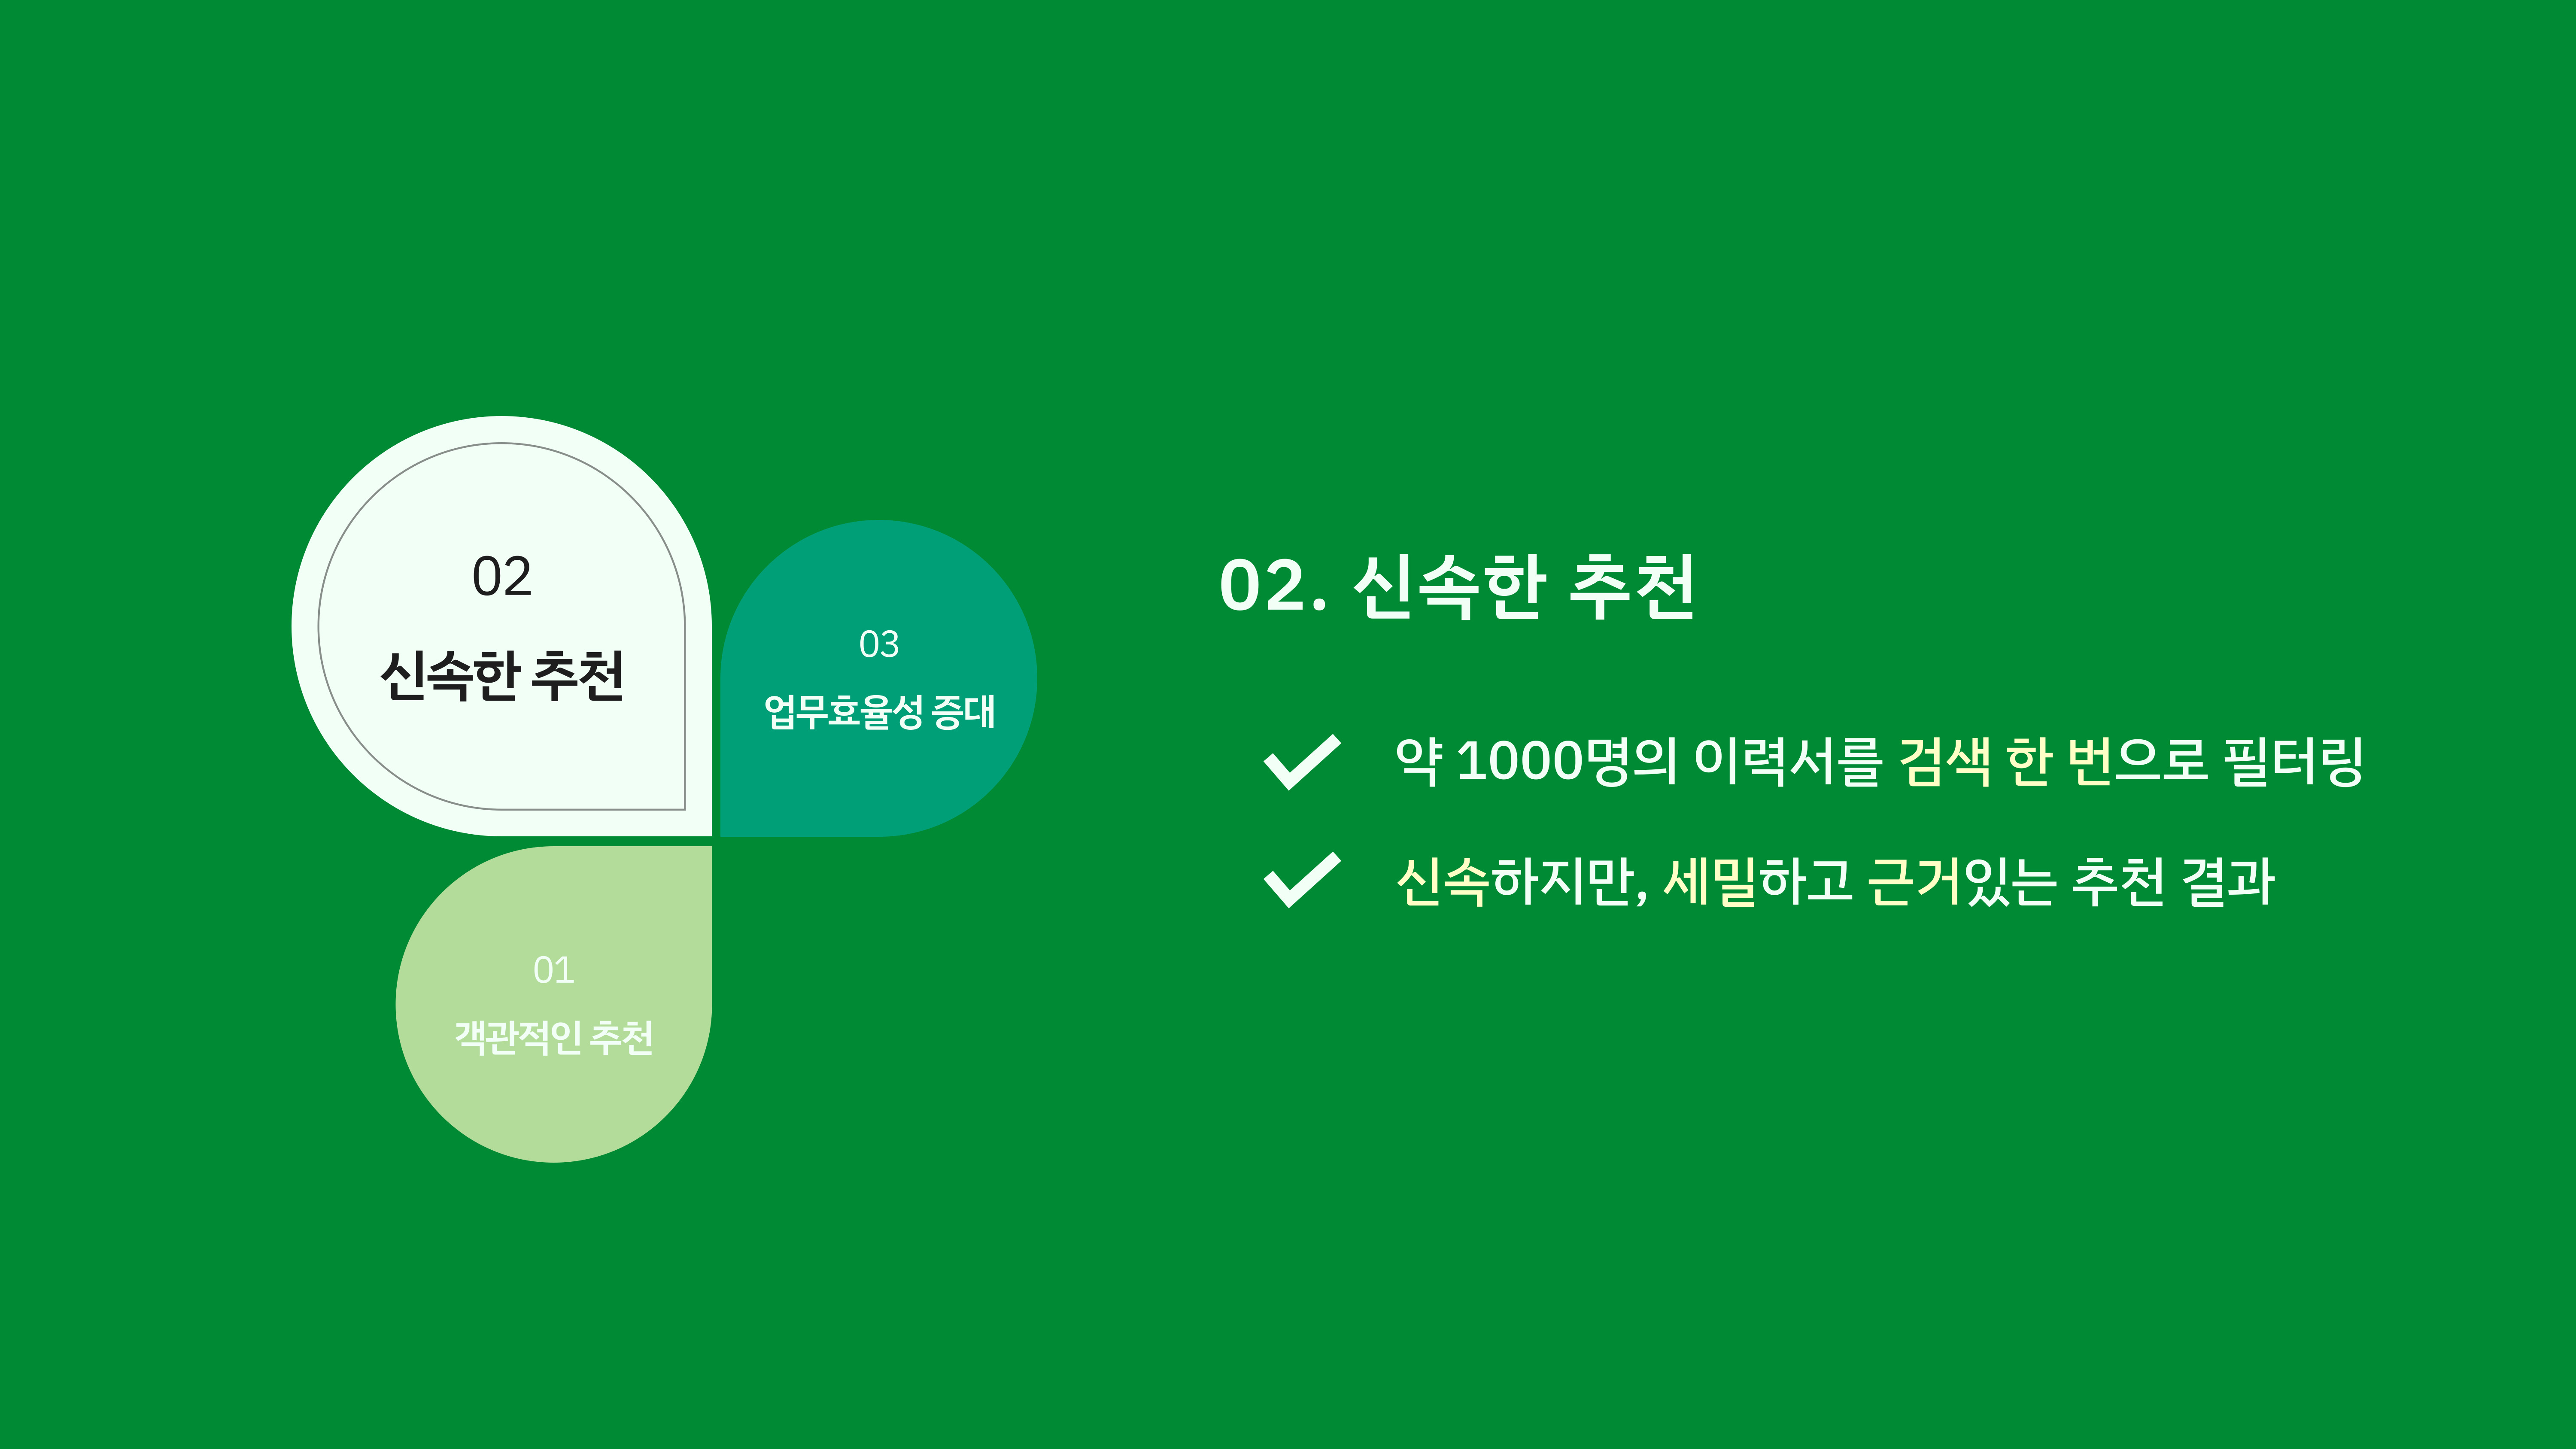 02
신속한 추천
03
업무효율성 증대
01
객관적인 추천
02. 신속한 추천
약 1000명의 이력서를 검색 한 번으로 필터링
신속하지만, 세밀하고 근거있는 추천 결과